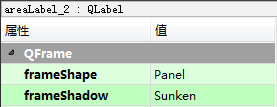 areaLabel_2 : QLabel
属性 值
QFrame
frameShape Panel
frameShadow Sunken